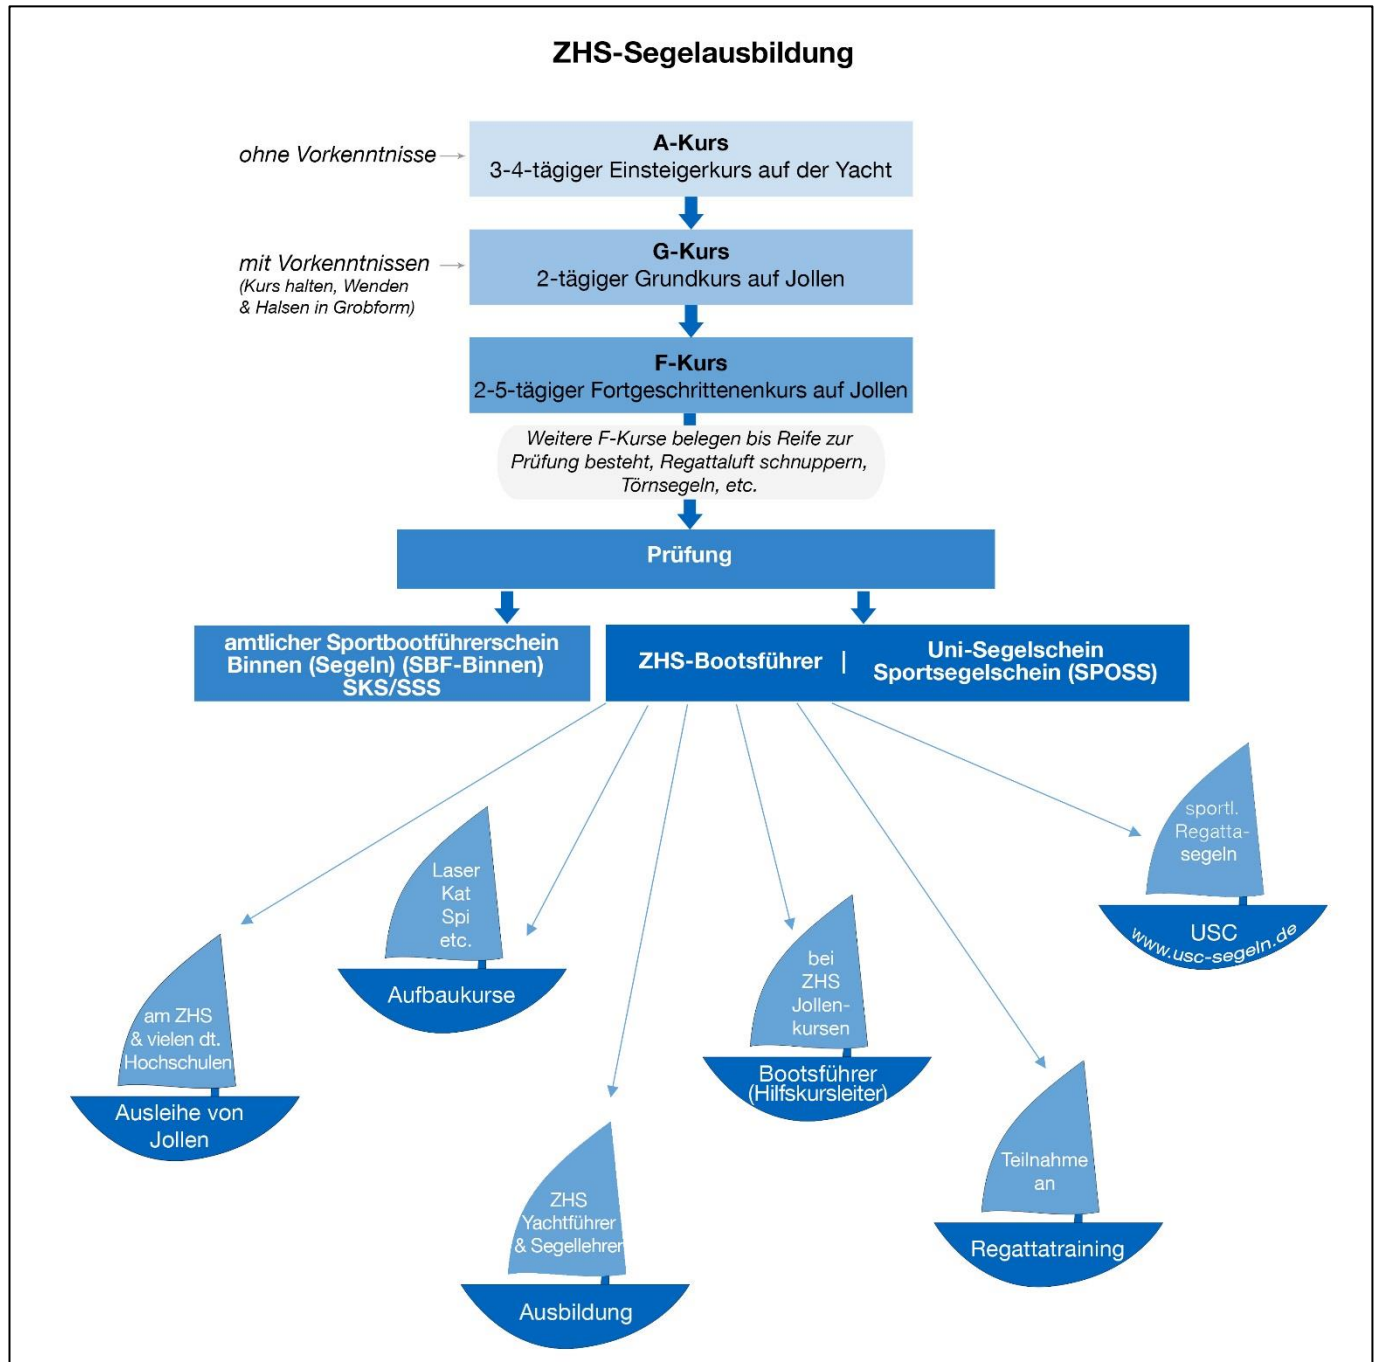 ZHS-Segelausbildung
ohne Vorkenntnisse
A-Kurs
3-4-tägiger Einsteigerkurs auf der Yacht
mit Vorkenntnissen
(Kurs halten, Wenden
& Halsen in Grobform)
G-Kurs
2-tägiger Grundkurs auf Jollen
F-Kurs
2-5-tägiger Fortgeschrittenenkurs auf Jollen
Weitere F-Kurse belegen bis Reife zur
Prüfung besteht, Regattaluft schnuppern,
Törnsegeln, etc.
Prüfung
amtlicher Sportbootführerschein
Binnen (Segeln) (SBF-Binnen)
SKS/SSS
ZHS-Bootsführer |
Uni-Segelschein
Sportsegelschein (SPOSS)
am ZHS
& vielen dt.
Hochschulen
Ausleihe von
Jollen
Laser
Kat
Spi
etc.
Aufbaukurse
ZHS
Yachtführer
& Segellehrer
Ausbildung
bei
ZHS
Jollen-
kursen
Bootsführer
(Hilfskursleiter)
Teilnahme
an
Regattatraining
sportl.
Regatta-
segeln
USC
www.usc-segeln.de